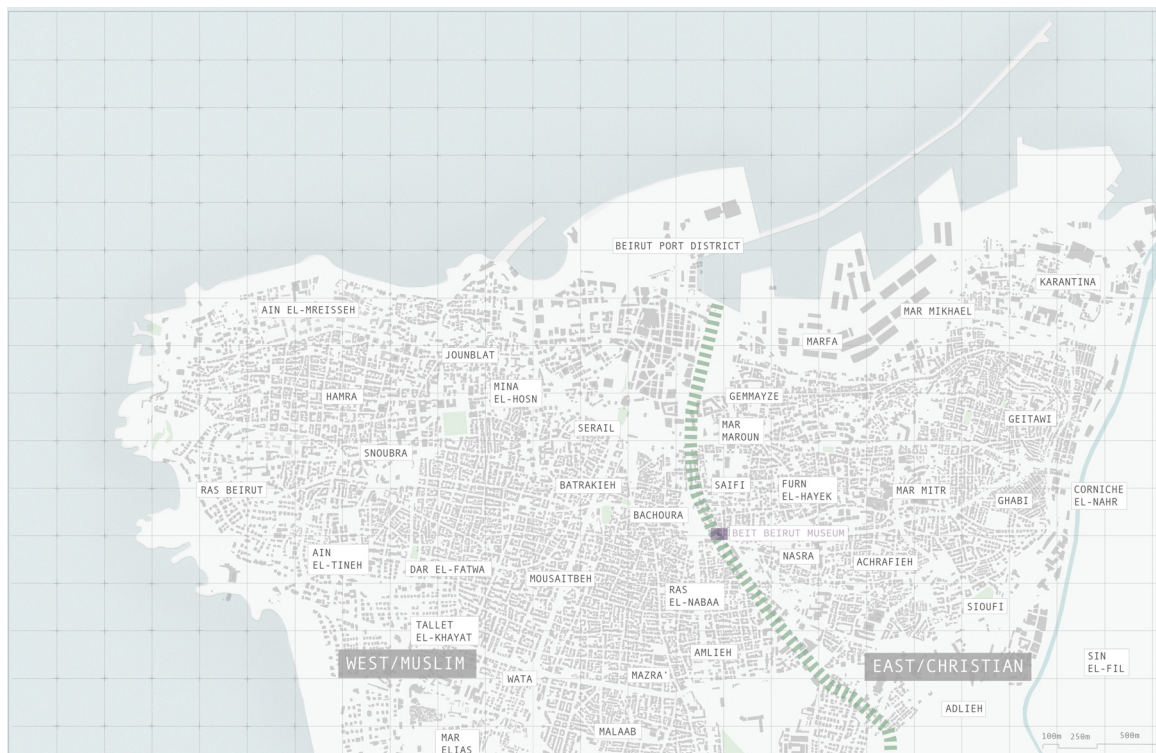 BEIRUT PORT DISTRICT
KARANTINA
AIN EL-MREISSEH
MAR MIKHAEL
MARFA
JOUNBLAT
MINA
EL-HOSN
HAMRA
GEMMAYZE
GEITAWI
SERAIL
MAR
MAROUN
SNOUBRA
RAS BEIRUT
BATRAKIEH
SAIFI
FURN
EL-HAYEK
MAR MITR
GHABI
CORNICHE
EL-NAHR
BACHOURA
BEIT BEIRUT MUSEUM
AIN
EL-TINEH
DAR EL-FATWA
NASRA
ACHRAFIEH
MOUSAITBEH
RAS
EL-NABAA
SIOUFI
TALLET
EL-KHAYAT
AMLIEH
WEST/MUSLIM
EAST/CHRISTIAN
SIN
EL-FIL
WATA
MAZRA'
ADLIEH
MALAAB
MAR
ELIAS
100m 250m 500m